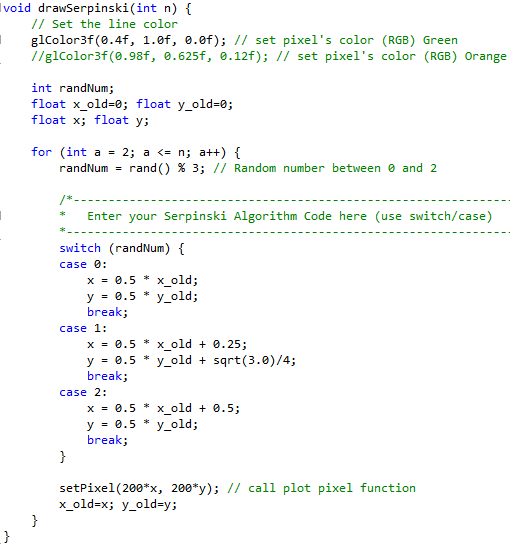 void drawSerpinski(int n) {
// Set the line color
glColor3f(0.4f, 1.0f, 0.0f); // set pixel's color (RGB) Green
//glColor3f(0.98f, 0.625f, 0.12f); // set pixel's color (RGB) Orange
int randNum;
float x_old=0; float y_old=0;
float x; float y;
for (int a = 2; a <= n; a++) {
randNum = rand() % 3; // Random number between 0 and 2
/*--------------------------------------------------------------
* Enter your Serpinski Algorithm Code here (use switch/case)
*---------------------------------------------------------------
switch (randNum) {
case 0:
x = 0.5 * x_old;
y = 0.5 * y_old;
break;
case 1:
x = 0.5 * x_old + 0.25;
y = 0.5 * y_old + sqrt(3.0)/4;
break;
case 2:
x = 0.5 * x_old + 0.5;
y = 0.5 * y_old;
break;
}
setPixel(200*x, 200*y); // call plot pixel function
x_old=x; y_old=y;
}
}